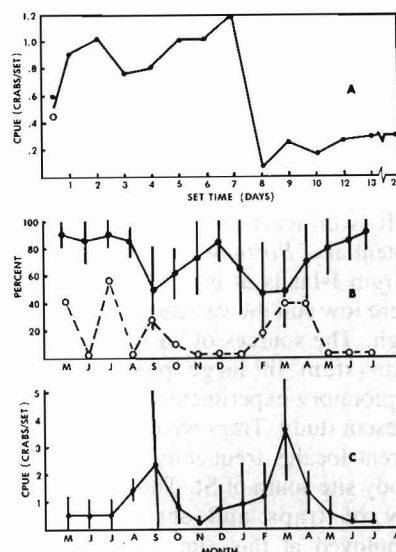 1.2
1.0
.8
.6
.4
.2
CPUE (CRABS/SET)
A
1 2 3 4 5 6 7 8 9 10 11 12 13 2
SET TIME (DAYS)
100
80
60
40
20
PERCENT
B
M J J A S O N D J F M A M J J
5
4
3
2
1
0
CPUE (CRABS/SET)
C
M J J A S O N D J F M A M J J
MONTH